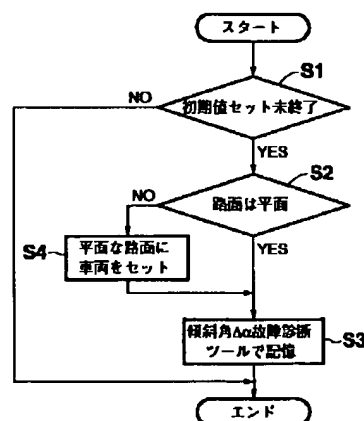 スタート
S1
NO
初期値セット未終了
YES
S2
NO
路面は平面
YES
S4
平面な路面に
車両をセット
傾斜角Δα故障診断
ツールで記憶
S3
エンド